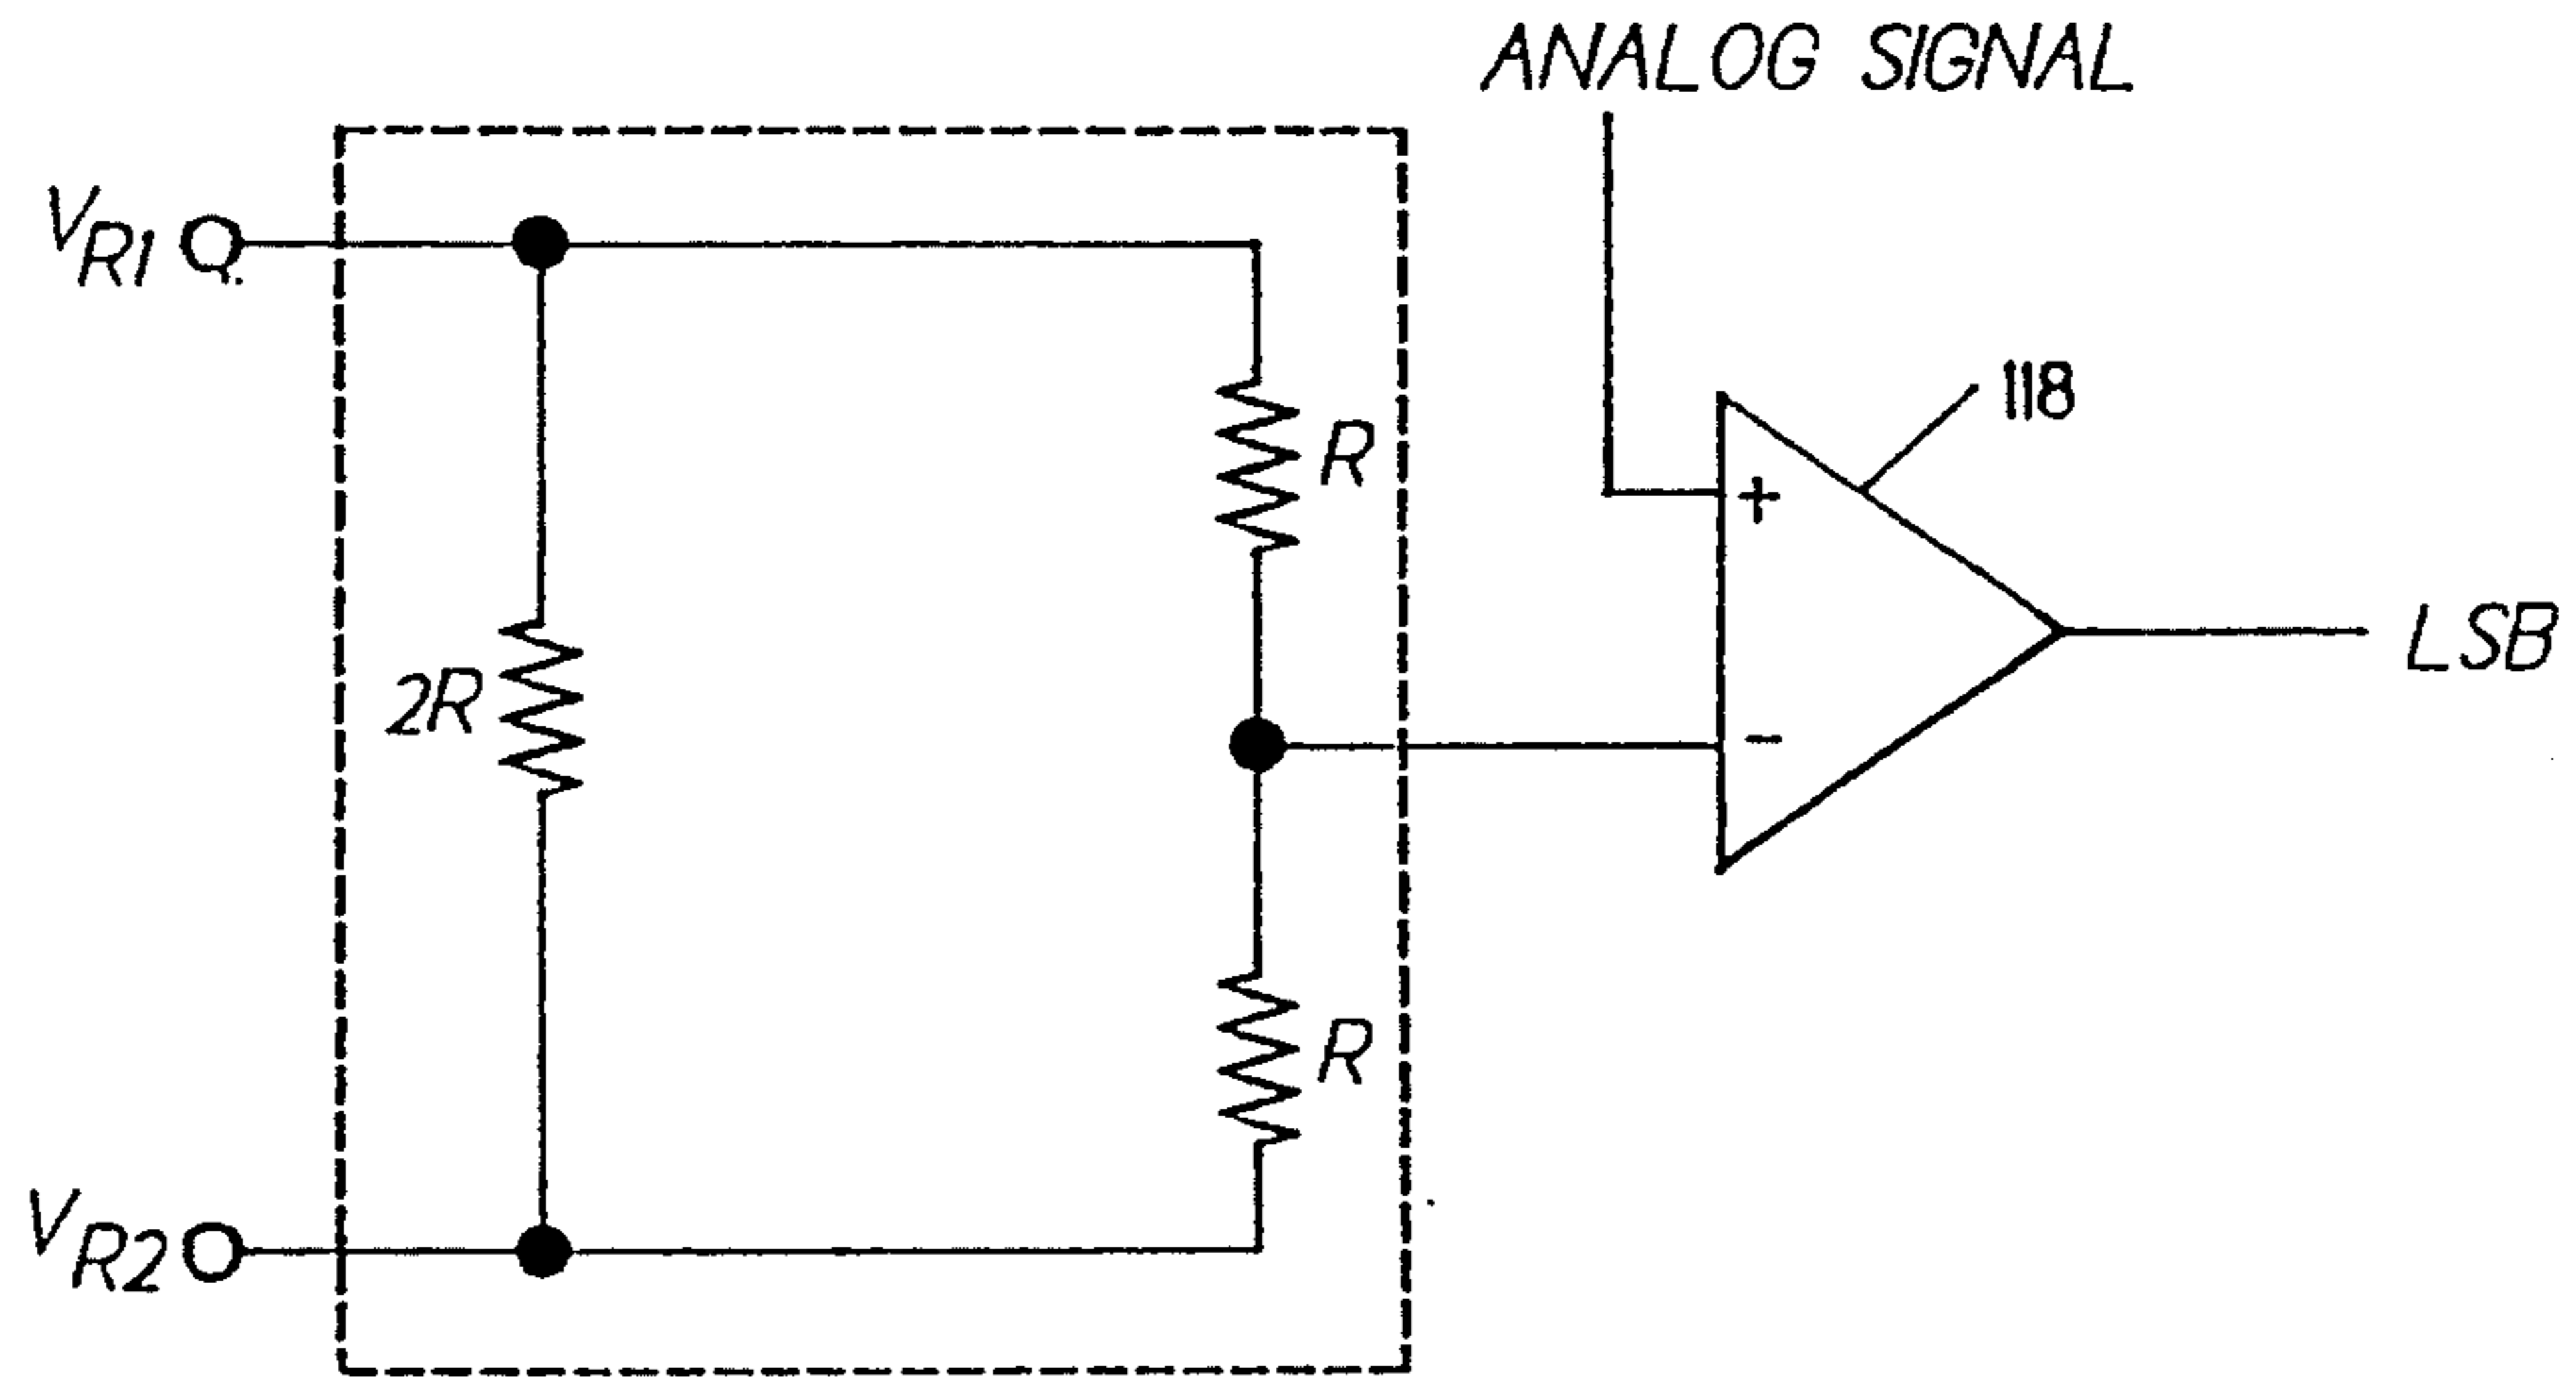 ANALOG SIGNAL
VR1
R
118
+
2R
LSB
-
R
VR2